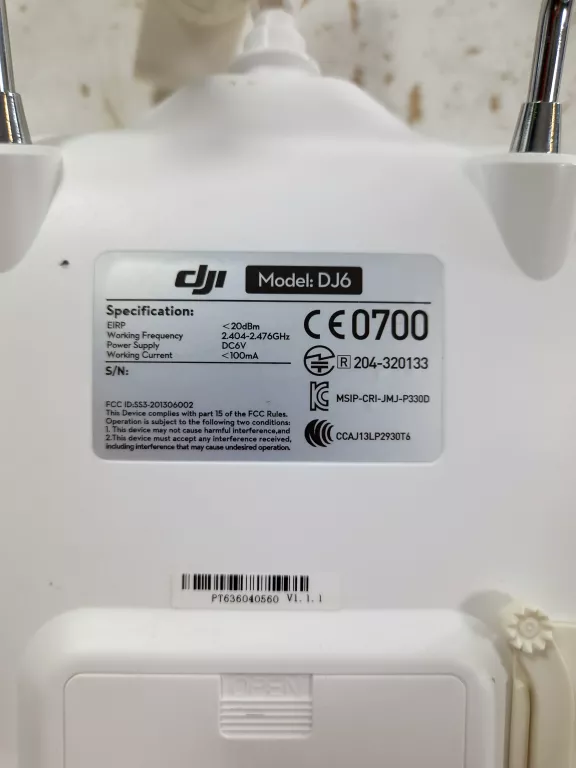 dji Model: DJ6
Specification:
EIRP <20dBm
Working Frequency 2.404-2.476GHz
Power Supply DC6V
Working Current <100mA
S/N:
FCC ID:SS3-201306002
This Device complies with part 15 of the FCC Rules.
Operation is subject to the following two conditions:
1. This device may not cause harmful interference,and
2.This device must accept any interference received,
including interference that may cause undesired operation.
CE0700
R 204-320133
MSIP-CRI-JMJ-P330D
CCAJ13LP2930T6
PT636040560 V1.1.1
OPEN